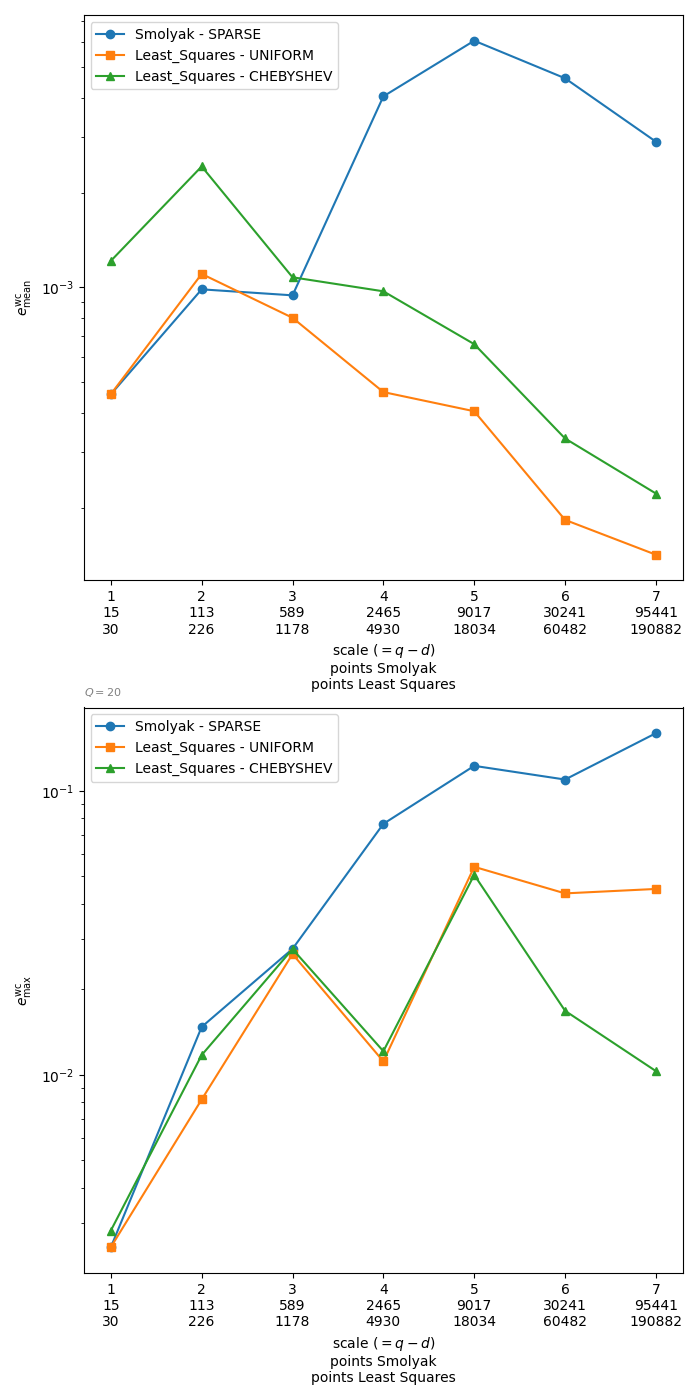 Smolyak - SPARSE
Least_Squares - UNIFORM
Least_Squares - CHEBYSHEV
10⁻³
e^wc_mean
1 2 3 4 5 6 7
15 113 589 2465 9017 30241 95441
30 226 1178 4930 18034 60482 190882
scale (= q − d)
points Smolyak
points Least Squares
Q = 20
Smolyak - SPARSE
Least_Squares - UNIFORM
Least_Squares - CHEBYSHEV
10⁻¹
e^wc_max
10⁻²
1 2 3 4 5 6 7
15 113 589 2465 9017 30241 95441
30 226 1178 4930 18034 60482 190882
scale (= q − d)
points Smolyak
points Least Squares